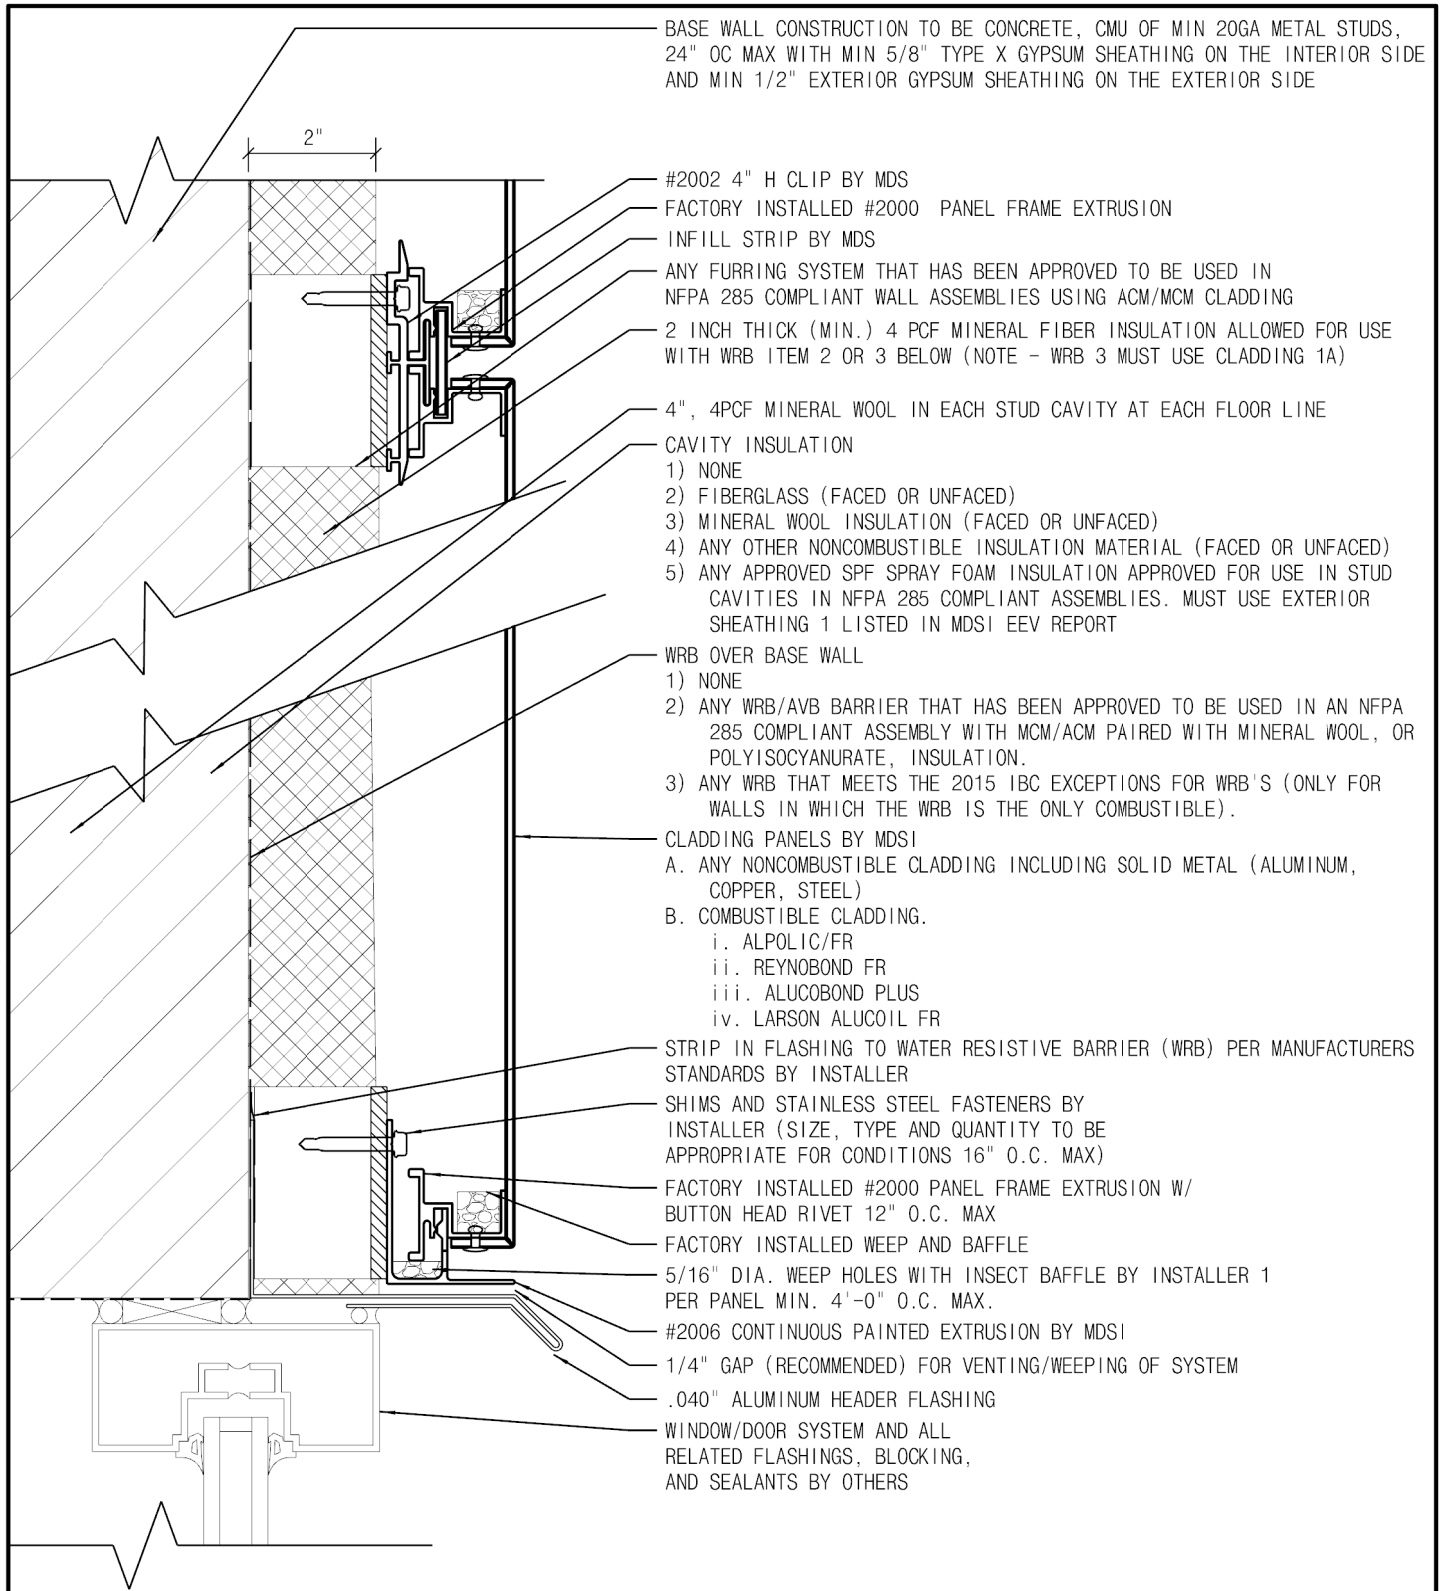 BASE WALL CONSTRUCTION TO BE CONCRETE, CMU OF MIN 20GA METAL STUDS,
24" OC MAX WITH MIN 5/8" TYPE X GYPSUM SHEATHING ON THE INTERIOR SIDE
AND MIN 1/2" EXTERIOR GYPSUM SHEATHING ON THE EXTERIOR SIDE
2"
#2002 4" H CLIP BY MDS
FACTORY INSTALLED #2000 PANEL FRAME EXTRUSION
INFILL STRIP BY MDS
ANY FURRING SYSTEM THAT HAS BEEN APPROVED TO BE USED IN
NFPA 285 COMPLIANT WALL ASSEMBLIES USING ACM/MCM CLADDING
2 INCH THICK (MIN.) 4 PCF MINERAL FIBER INSULATION ALLOWED FOR USE
WITH WRB ITEM 2 OR 3 BELOW (NOTE - WRB 3 MUST USE CLADDING 1A)
4", 4PCF MINERAL WOOL IN EACH STUD CAVITY AT EACH FLOOR LINE
CAVITY INSULATION
1) NONE
2) FIBERGLASS (FACED OR UNFACED)
3) MINERAL WOOL INSULATION (FACED OR UNFACED)
4) ANY OTHER NONCOMBUSTIBLE INSULATION MATERIAL (FACED OR UNFACED)
5) ANY APPROVED SPF SPRAY FOAM INSULATION APPROVED FOR USE IN STUD
CAVITIES IN NFPA 285 COMPLIANT ASSEMBLIES. MUST USE EXTERIOR
SHEATHING 1 LISTED IN MDSI EEV REPORT
WRB OVER BASE WALL
1) NONE
2) ANY WRB/AVB BARRIER THAT HAS BEEN APPROVED TO BE USED IN AN NFPA
285 COMPLIANT ASSEMBLY WITH MCM/ACM PAIRED WITH MINERAL WOOL, OR
POLYISOCYANURATE, INSULATION.
3) ANY WRB THAT MEETS THE 2015 IBC EXCEPTIONS FOR WRB'S (ONLY FOR
WALLS IN WHICH THE WRB IS THE ONLY COMBUSTIBLE).
CLADDING PANELS BY MDSI
A. ANY NONCOMBUSTIBLE CLADDING INCLUDING SOLID METAL (ALUMINUM,
COPPER, STEEL)
B. COMBUSTIBLE CLADDING.
i. ALPOLIC/FR
ii. REYNOBOND FR
iii. ALUCOBOND PLUS
iv. LARSON ALUCOIL FR
STRIP IN FLASHING TO WATER RESISTIVE BARRIER (WRB) PER MANUFACTURERS
STANDARDS BY INSTALLER
SHIMS AND STAINLESS STEEL FASTENERS BY
INSTALLER (SIZE, TYPE AND QUANTITY TO BE
APPROPRIATE FOR CONDITIONS 16" O.C. MAX)
FACTORY INSTALLED #2000 PANEL FRAME EXTRUSION W/
BUTTON HEAD RIVET 12" O.C. MAX
FACTORY INSTALLED WEEP AND BAFFLE
5/16" DIA. WEEP HOLES WITH INSECT BAFFLE BY INSTALLER 1
PER PANEL MIN. 4'-0" O.C. MAX.
#2006 CONTINUOUS PAINTED EXTRUSION BY MDSI
1/4" GAP (RECOMMENDED) FOR VENTING/WEEPING OF SYSTEM
.040" ALUMINUM HEADER FLASHING
WINDOW/DOOR SYSTEM AND ALL
RELATED FLASHINGS, BLOCKING,
AND SEALANTS BY OTHERS